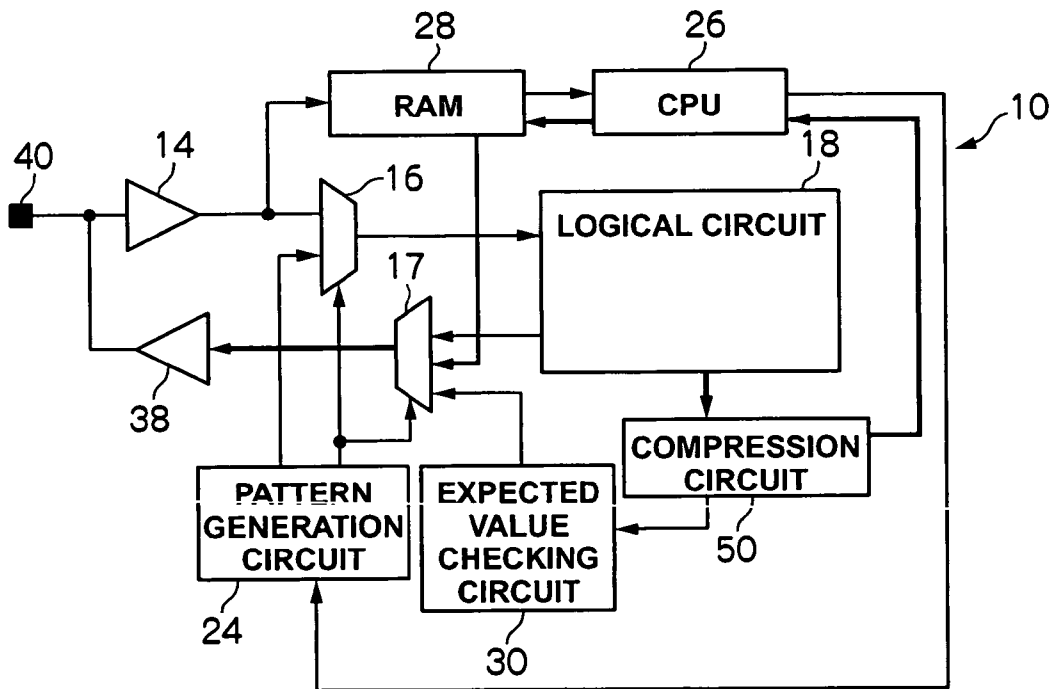 28
26
RAM
CPU
10
40
14
16
18
LOGICAL CIRCUIT
17
38
COMPRESSION
CIRCUIT
PATTERN
GENERATION
CIRCUIT
EXPECTED
VALUE
CHECKING
CIRCUIT
50
24
30